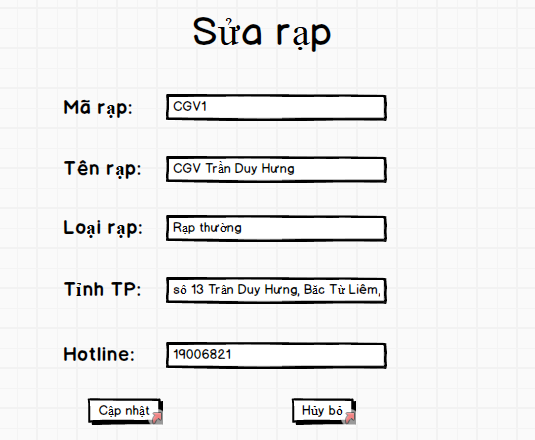 Sửa rạp
Mã rạp: CGV1
Tên rạp: CGV Trần Duy Hưng
Loại rạp: Rạp thường
Tỉnh TP: số 13 Trần Duy Hưng, Bắc Từ Liêm,
Hotline: 19006821
Cập nhật Hủy bỏ